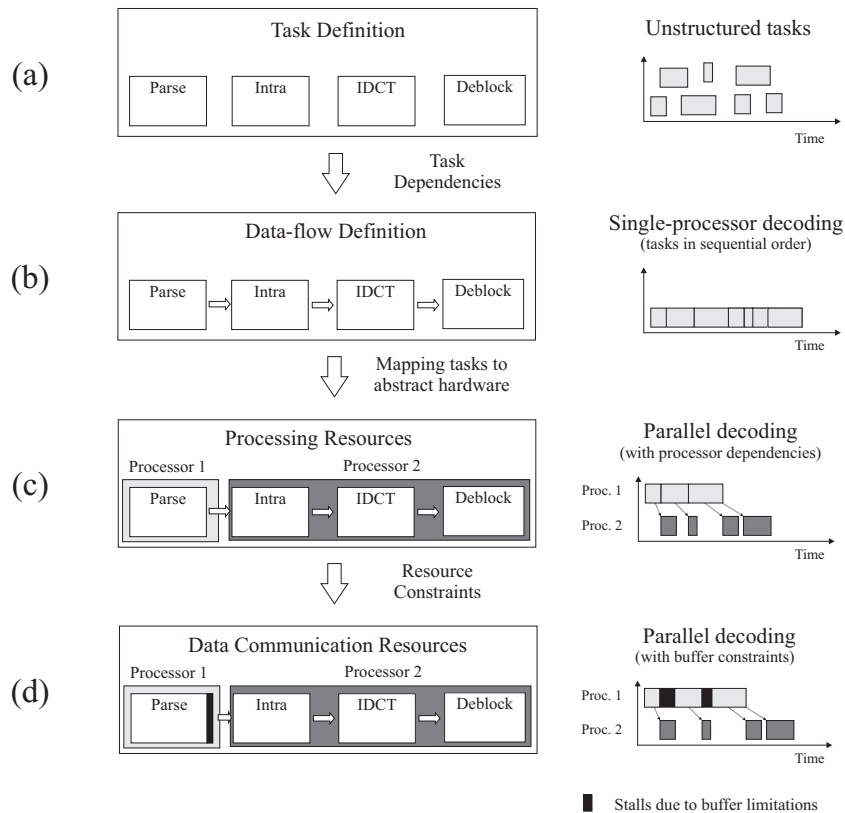 (a)
Task Definition
Parse
Intra
IDCT
Deblock
Unstructured tasks
Time
Task
Dependencies
(b)
Data-flow Definition
Parse
Intra
IDCT
Deblock
Single-processor decoding
(tasks in sequential order)
Time
Mapping tasks to
abstract hardware
(c)
Processing Resources
Processor 1
Processor 2
Parse
Intra
IDCT
Deblock
Parallel decoding
(with processor dependencies)
Proc. 1
Proc. 2
Time
Resource
Constraints
(d)
Data Communication Resources
Processor 1
Processor 2
Parse
Intra
IDCT
Deblock
Parallel decoding
(with buffer constraints)
Proc. 1
Proc. 2
Time
Stalls due to buffer limitations